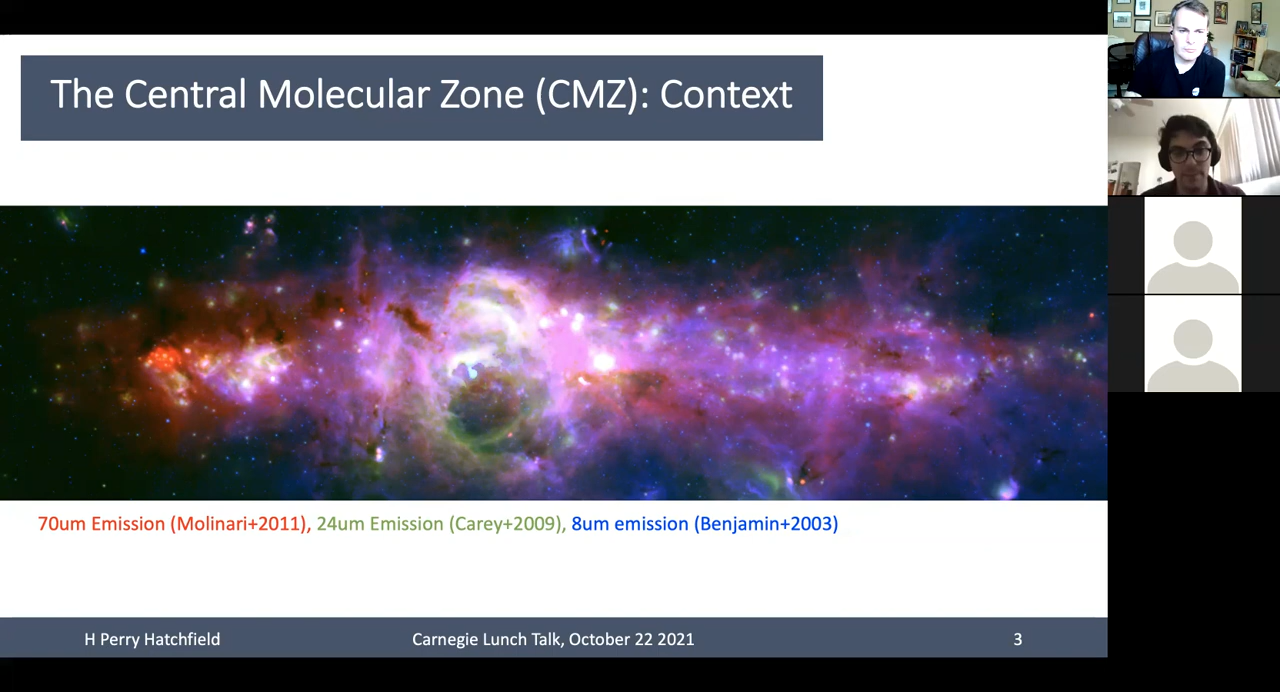 The Central Molecular Zone (CMZ): Context
70um Emission (Molinari+2011), 24um Emission (Carey+2009), 8um emission (Benjamin+2003)
H Perry Hatchfield
Carnegie Lunch Talk, October 22 2021
3